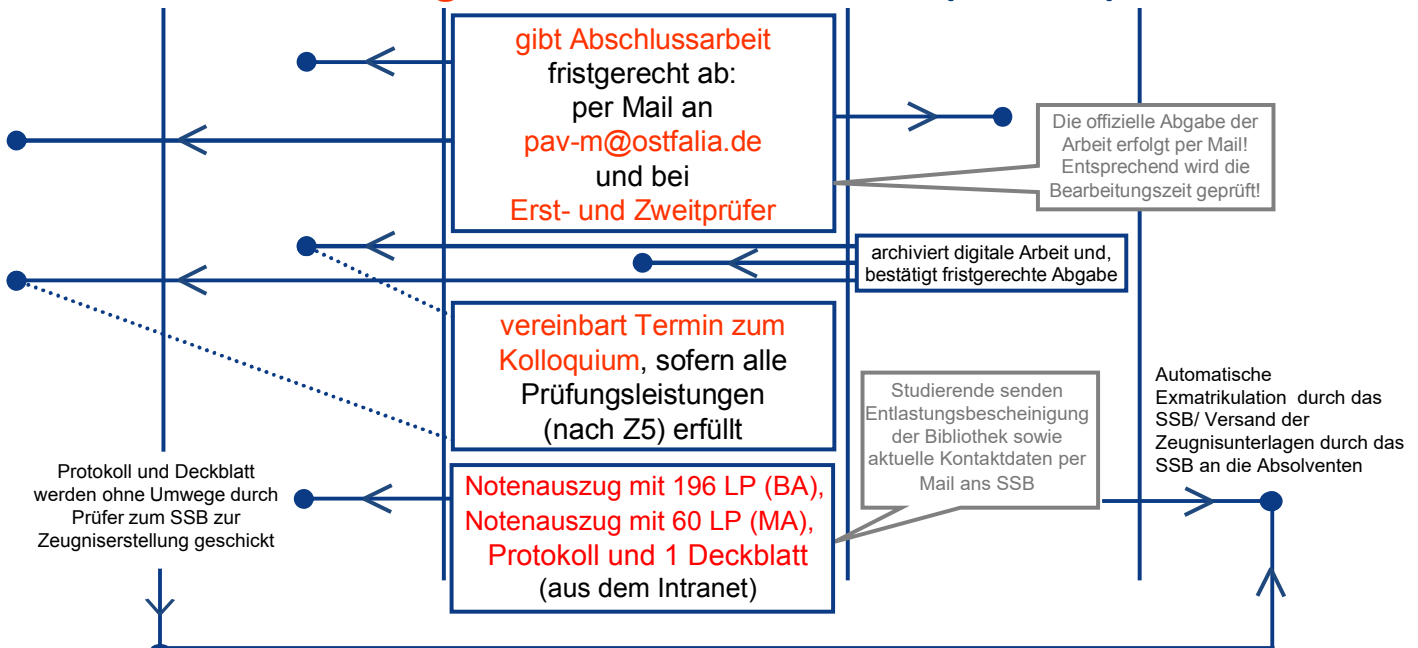 gibt Abschlussarbeit
fristgerecht ab:
per Mail an
pav-m@ostfalia.de
und bei
Erst- und Zweitprüfer
Die offizielle Abgabe der
Arbeit erfolgt per Mail!
Entsprechend wird die
Bearbeitungszeit geprüft!
archiviert digitale Arbeit und,
bestätigt fristgerechte Abgabe
vereinbart Termin zum
Kolloquium, sofern alle
Prüfungsleistungen
(nach Z5) erfüllt
Studierende senden
Entlastungsbescheinigung
der Bibliothek sowie
aktuelle Kontaktdaten per
Mail ans SSB
Automatische
Exmatrikulation durch das
SSB/ Versand der
Zeugnisunterlagen durch das
SSB an die Absolventen
Protokoll und Deckblatt
werden ohne Umwege durch
Prüfer zum SSB zur
Zeugniserstellung geschickt
Notenauszug mit 196 LP (BA),
Notenauszug mit 60 LP (MA),
Protokoll und 1 Deckblatt
(aus dem Intranet)